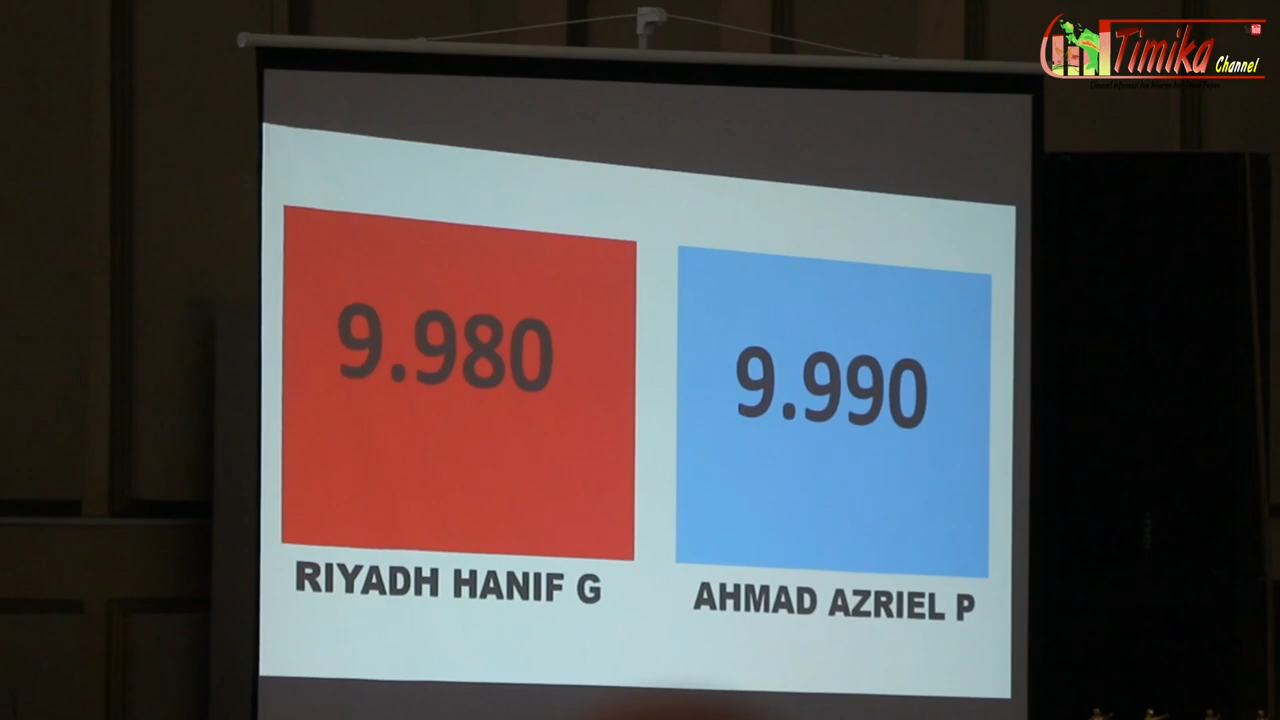 Timika Channel
9.980
9.990
RIYADH HANIF G
AHMAD AZRIEL P